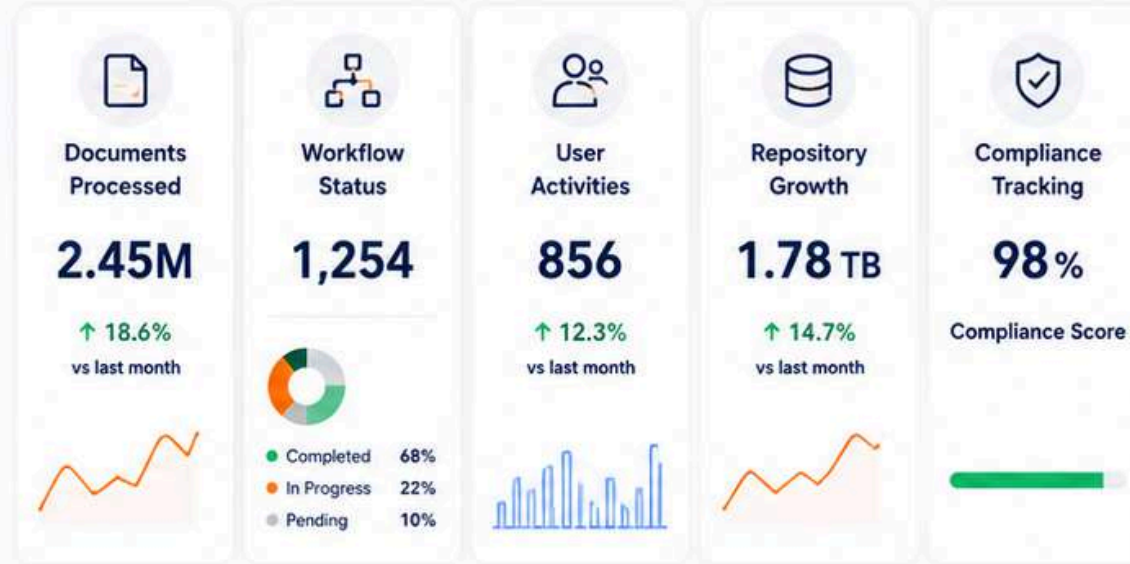 Documents
Processed
2.45M
↑ 18.6%
vs last month
Workflow
Status
1,254
Completed 68%
In Progress 22%
Pending 10%
User
Activities
856
↑ 12.3%
vs last month
Repository
Growth
1.78 TB
↑ 14.7%
vs last month
Compliance
Tracking
98%
Compliance Score